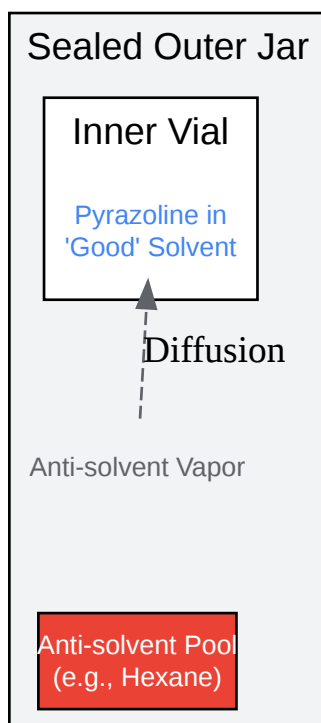 Sealed Outer Jar
Inner Vial
Pyrazoline in
'Good' Solvent
Diffusion
Anti-solvent Vapor
Anti-solvent Pool
(e.g., Hexane)